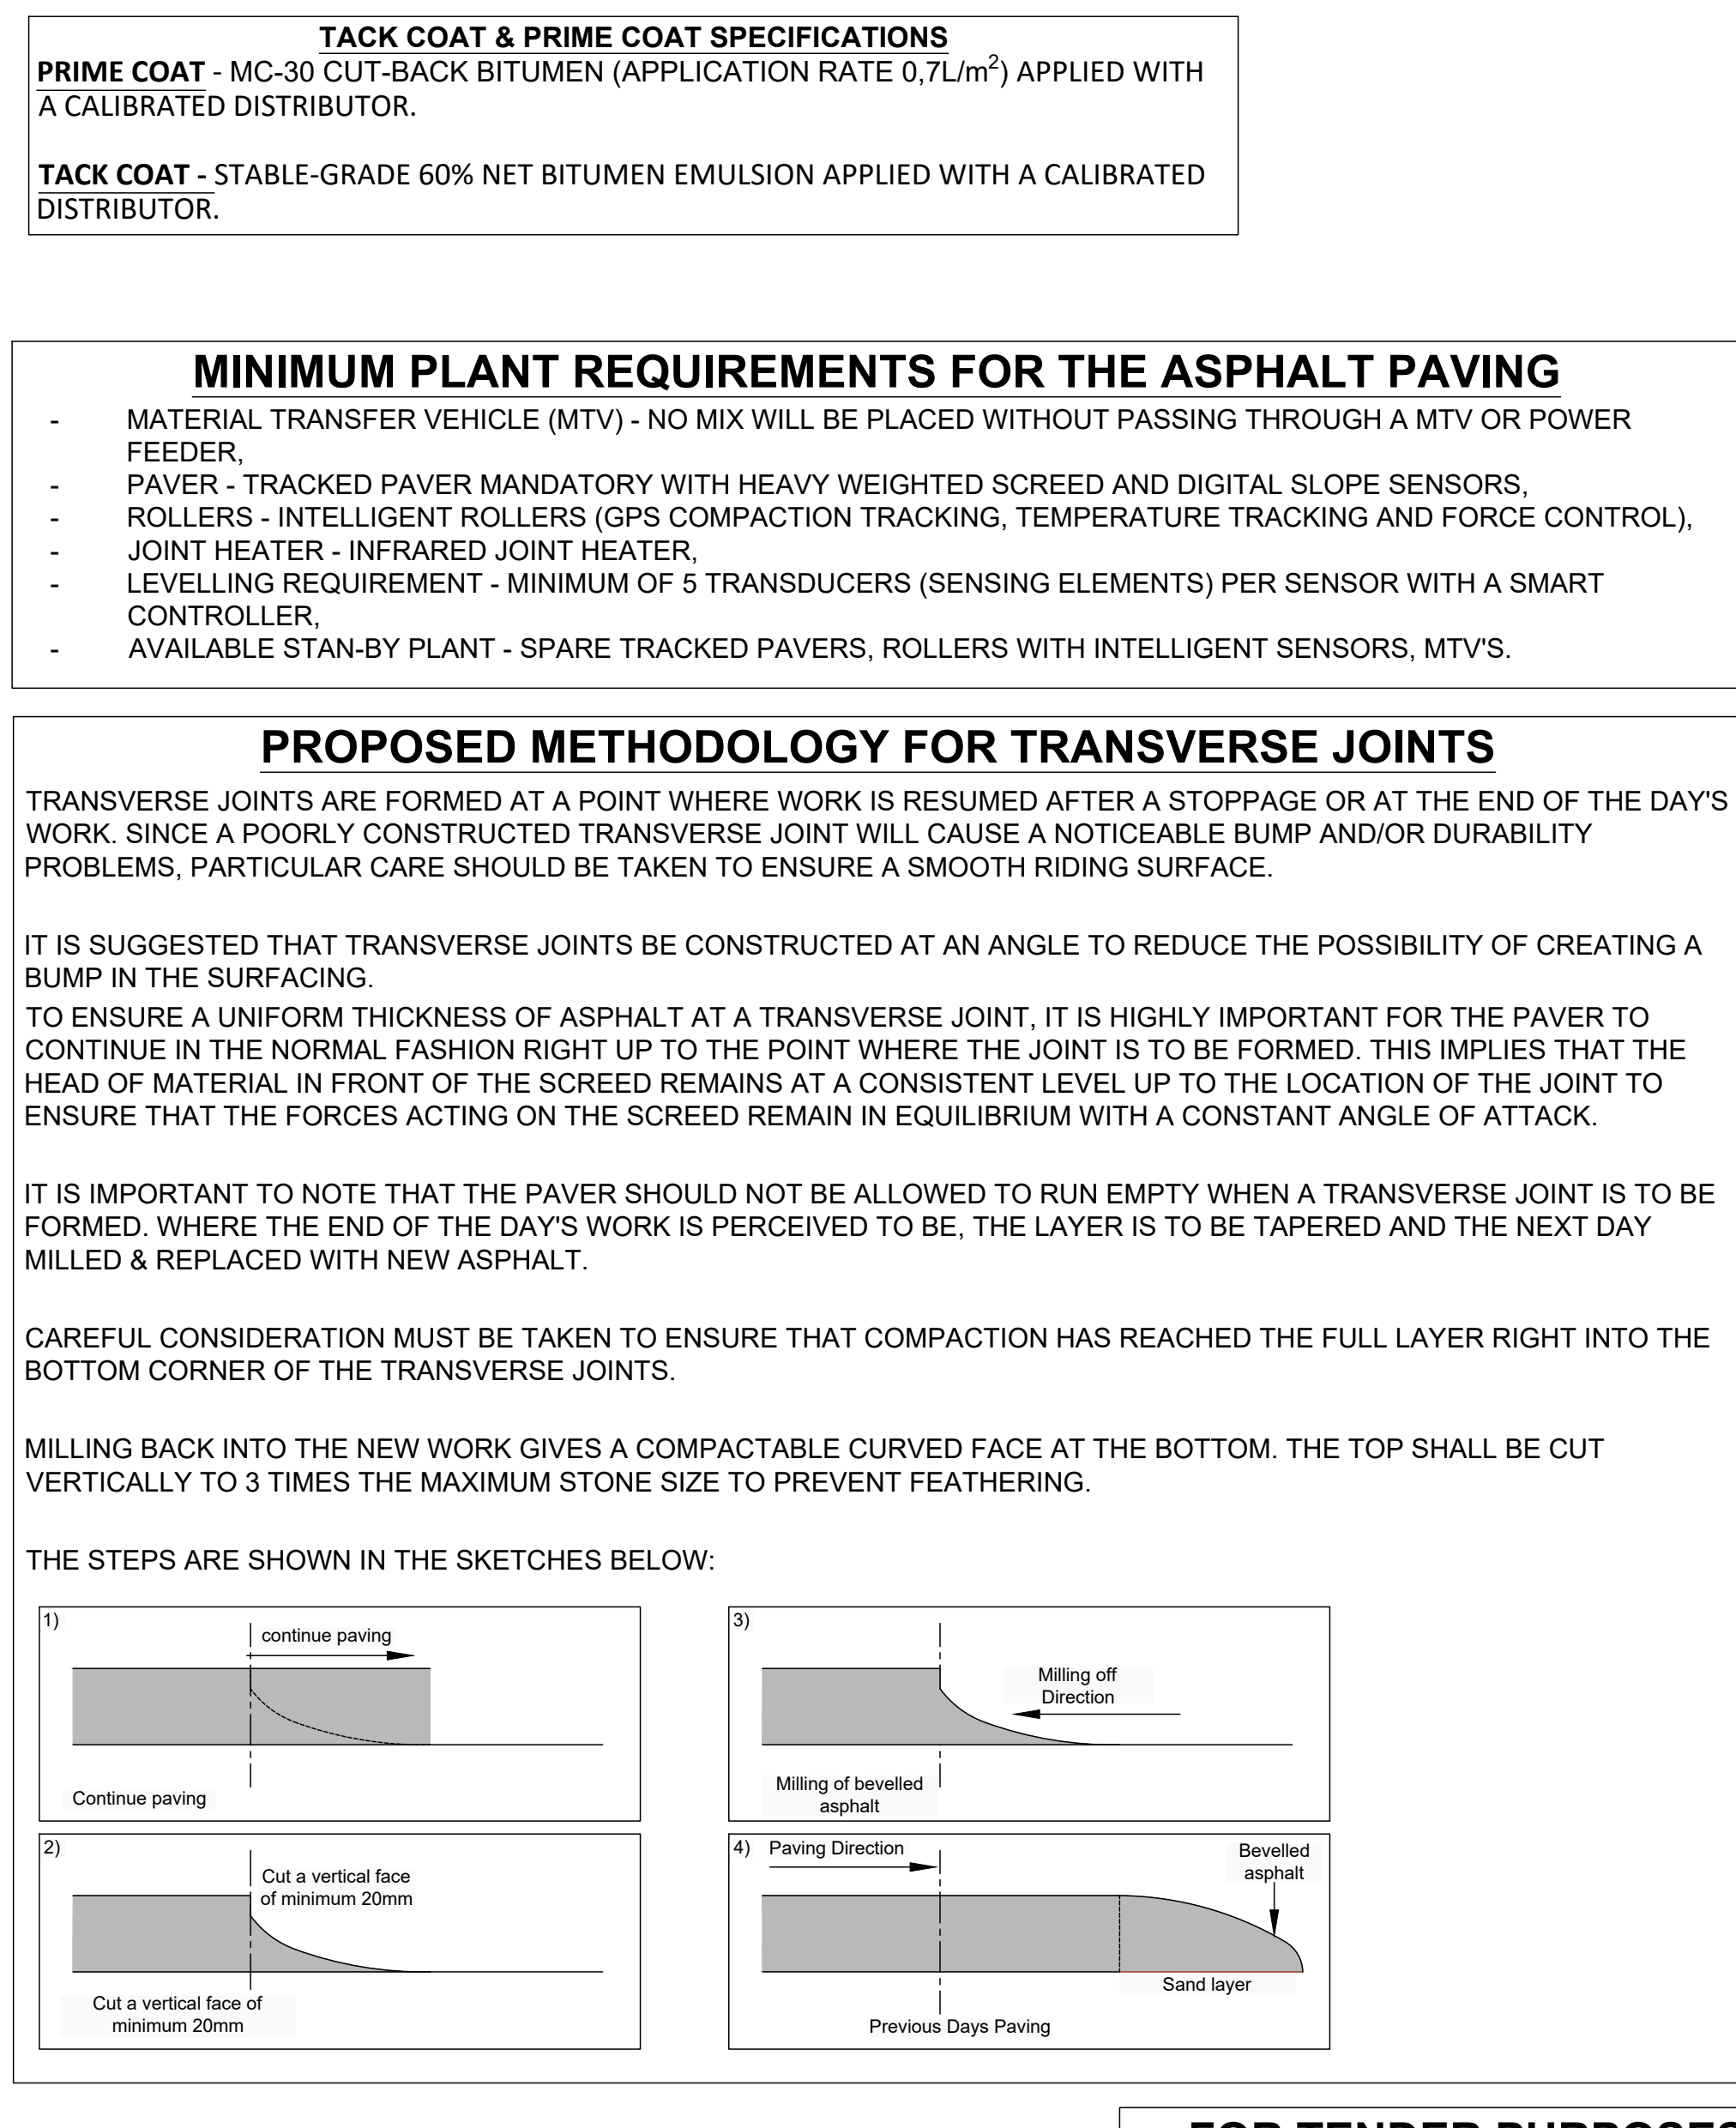 TACK COAT & PRIME COAT SPECIFICATIONS
PRIME COAT - MC-30 CUT-BACK BITUMEN (APPLICATION RATE 0,7L/m²) APPLIED WITH
A CALIBRATED DISTRIBUTOR.
TACK COAT - STABLE-GRADE 60% NET BITUMEN EMULSION APPLIED WITH A CALIBRATED
DISTRIBUTOR.
MINIMUM PLANT REQUIREMENTS FOR THE ASPHALT PAVING
- MATERIAL TRANSFER VEHICLE (MTV) - NO MIX WILL BE PLACED WITHOUT PASSING THROUGH A MTV OR POWER
FEEDER,
- PAVER - TRACKED PAVER MANDATORY WITH HEAVY WEIGHTED SCREED AND DIGITAL SLOPE SENSORS,
- ROLLERS - INTELLIGENT ROLLERS (GPS COMPACTION TRACKING, TEMPERATURE TRACKING AND FORCE CONTROL),
- JOINT HEATER - INFRARED JOINT HEATER,
- LEVELLING REQUIREMENT - MINIMUM OF 5 TRANSDUCERS (SENSING ELEMENTS) PER SENSOR WITH A SMART
CONTROLLER,
- AVAILABLE STAN-BY PLANT - SPARE TRACKED PAVERS, ROLLERS WITH INTELLIGENT SENSORS, MTV'S.
PROPOSED METHODOLOGY FOR TRANSVERSE JOINTS
TRANSVERSE JOINTS ARE FORMED AT A POINT WHERE WORK IS RESUMED AFTER A STOPPAGE OR AT THE END OF THE DAY'S
WORK. SINCE A POORLY CONSTRUCTED TRANSVERSE JOINT WILL CAUSE A NOTICEABLE BUMP AND/OR DURABILITY
PROBLEMS, PARTICULAR CARE SHOULD BE TAKEN TO ENSURE A SMOOTH RIDING SURFACE.
IT IS SUGGESTED THAT TRANSVERSE JOINTS BE CONSTRUCTED AT AN ANGLE TO REDUCE THE POSSIBILITY OF CREATING A
BUMP IN THE SURFACING.
TO ENSURE A UNIFORM THICKNESS OF ASPHALT AT A TRANSVERSE JOINT, IT IS HIGHLY IMPORTANT FOR THE PAVER TO
CONTINUE IN THE NORMAL FASHION RIGHT UP TO THE POINT WHERE THE JOINT IS TO BE FORMED. THIS IMPLIES THAT THE
HEAD OF MATERIAL IN FRONT OF THE SCREED REMAINS AT A CONSISTENT LEVEL UP TO THE LOCATION OF THE JOINT TO
ENSURE THAT THE FORCES ACTING ON THE SCREED REMAIN IN EQUILIBRIUM WITH A CONSTANT ANGLE OF ATTACK.
IT IS IMPORTANT TO NOTE THAT THE PAVER SHOULD NOT BE ALLOWED TO RUN EMPTY WHEN A TRANSVERSE JOINT IS TO BE
FORMED. WHERE THE END OF THE DAY'S WORK IS PERCEIVED TO BE, THE LAYER IS TO BE TAPERED AND THE NEXT DAY
MILLED & REPLACED WITH NEW ASPHALT.
CAREFUL CONSIDERATION MUST BE TAKEN TO ENSURE THAT COMPACTION HAS REACHED THE FULL LAYER RIGHT INTO THE
BOTTOM CORNER OF THE TRANSVERSE JOINTS.
MILLING BACK INTO THE NEW WORK GIVES A COMPACTABLE CURVED FACE AT THE BOTTOM. THE TOP SHALL BE CUT
VERTICALLY TO 3 TIMES THE MAXIMUM STONE SIZE TO PREVENT FEATHERING.
THE STEPS ARE SHOWN IN THE SKETCHES BELOW:
1)
continue paving
Continue paving
2)
Cut a vertical face
of minimum 20mm
Cut a vertical face of
minimum 20mm
3)
Milling off
Direction
Milling of bevelled
asphalt
4) Paving Direction
Bevelled
asphalt
Sand layer
Previous Days Paving
FOR TENDER PURPOSES